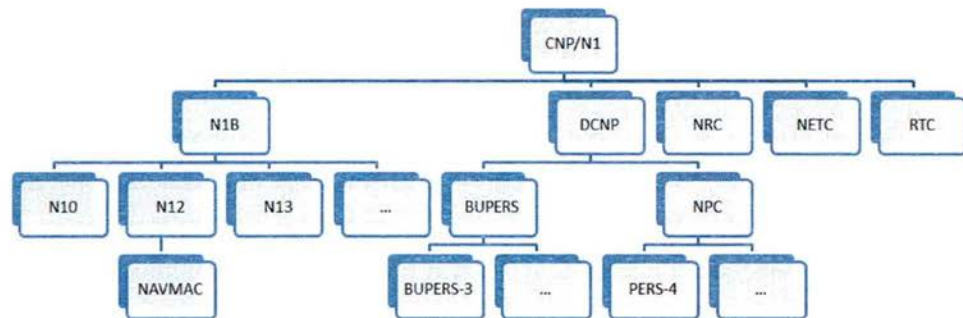 CNP/N1
N1B
DCNP
NRC
NETC
RTC
N10
N12
N13
...
BUPERS
NPC
NAVMAC
BUPERS-3
...
PERS-4
...